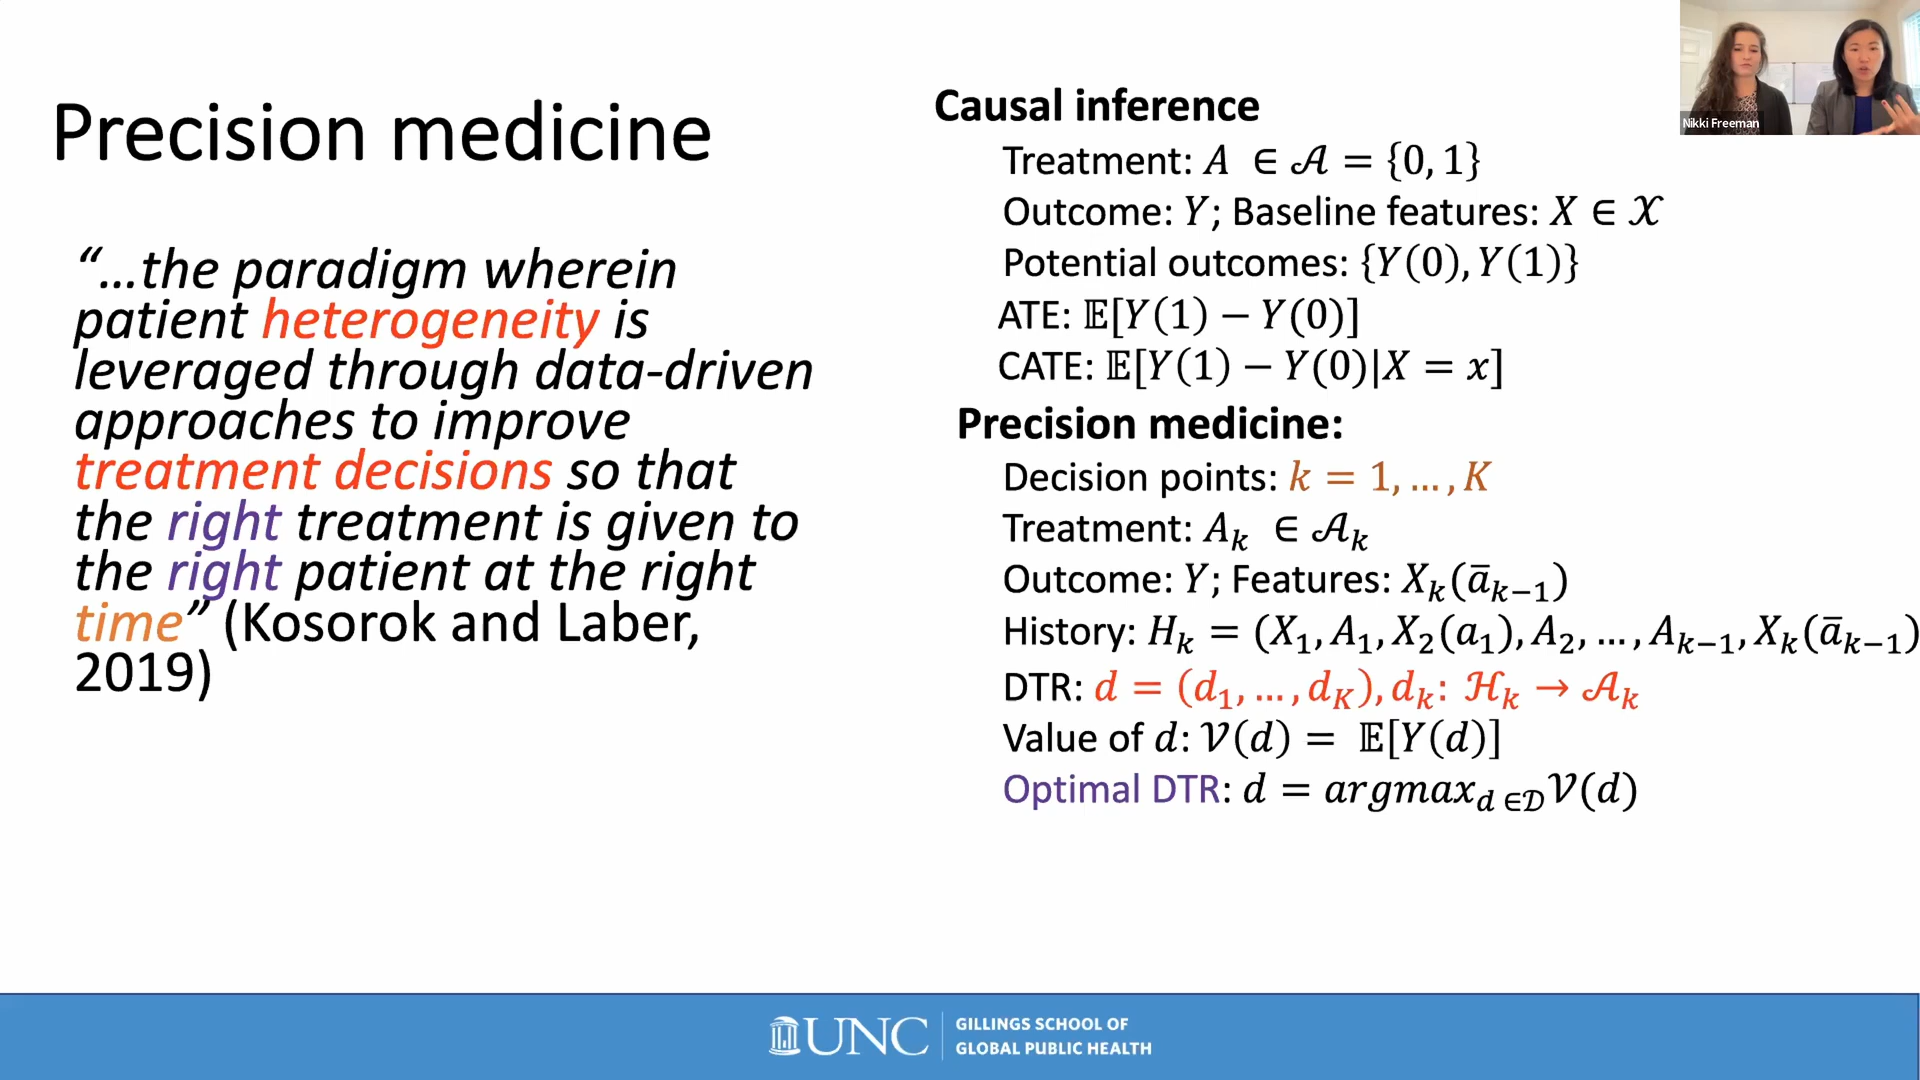 Precision medicine
“…the paradigm wherein
patient heterogeneity is
leveraged through data-driven
approaches to improve
treatment decisions so that
the right treatment is given to
the right patient at the right
time” (Kosorok and Laber,
2019)
Causal inference
Treatment: A ∈ 𝒜 = {0, 1}
Outcome: Y; Baseline features: X ∈ 𝒳
Potential outcomes: {Y(0), Y(1)}
ATE: 𝔼[Y(1) − Y(0)]
CATE: 𝔼[Y(1) − Y(0)|X = x]
Precision medicine:
Decision points: k = 1, … , K
Treatment: A_k ∈ 𝒜_k
Outcome: Y; Features: X_k(ā_{k−1})
History: H_k = (X_1, A_1, X_2(a_1), A_2, … , A_{k−1}, X_k(ā_{k−1})
DTR: d = (d_1, … , d_K), d_k: ℋ_k → 𝒜_k
Value of d: 𝒱(d) = 𝔼[Y(d)]
Optimal DTR: d = argmax_{d ∈𝒟} 𝒱(d)
Nikki Freeman
UNC
GILLINGS SCHOOL OF
GLOBAL PUBLIC HEALTH